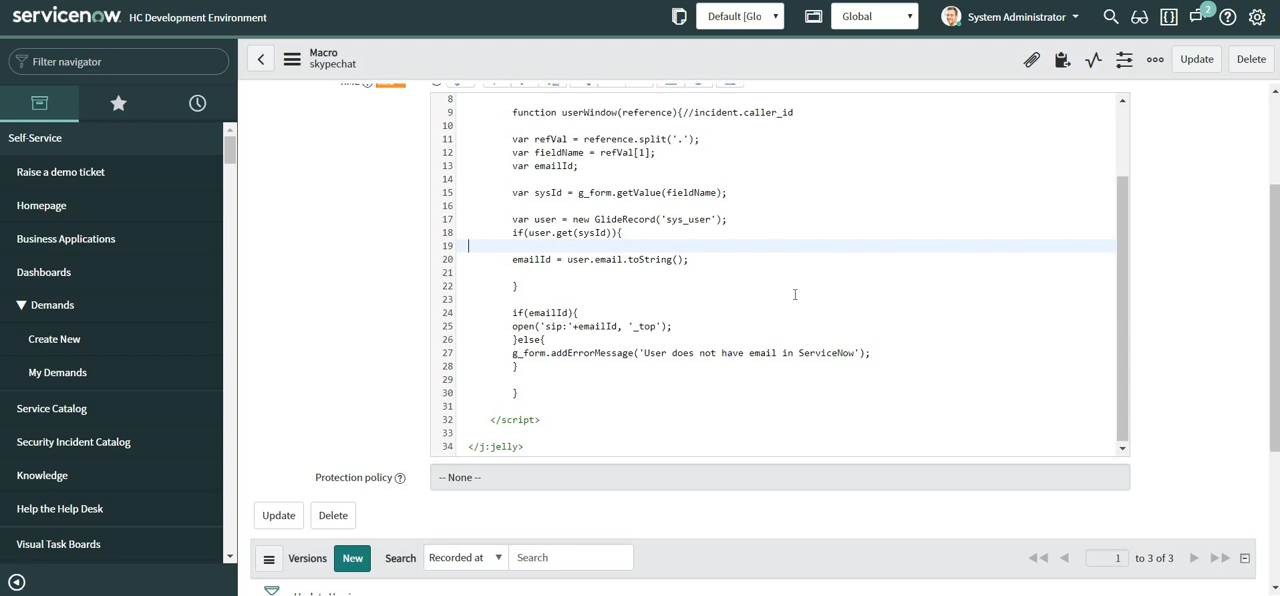 servicenow. HC Development Environment
Default [Glo
Global
System Administrator
2
Filter navigator
Macro
skypechat
Update
Delete
Self-Service
Raise a demo ticket
Homepage
Business Applications
Dashboards
Demands
Create New
My Demands
Service Catalog
Security Incident Catalog
Knowledge
Help the Help Desk
Visual Task Boards
8
9 function userWindow(reference){//incident.caller_id
10
11 var refVal = reference.split('.');
12 var fieldName = refVal[1];
13 var emailId;
14
15 var sysId = g_form.getValue(fieldName);
16
17 var user = new GlideRecord('sys_user');
18 if(user.get(sysId)){
19
20 emailId = user.email.toString();
21
22 }
23
24 if(emailId){
25 open('sip:'+emailId, '_top');
26 }else{
27 g_form.addErrorMessage('User does not have email in ServiceNow');
28 }
29
30 }
31
32 </script>
33
34 </j:jelly>
Protection policy
-- None --
Update
Delete
Versions
New
Search
Recorded at
Search
1 to 3 of 3